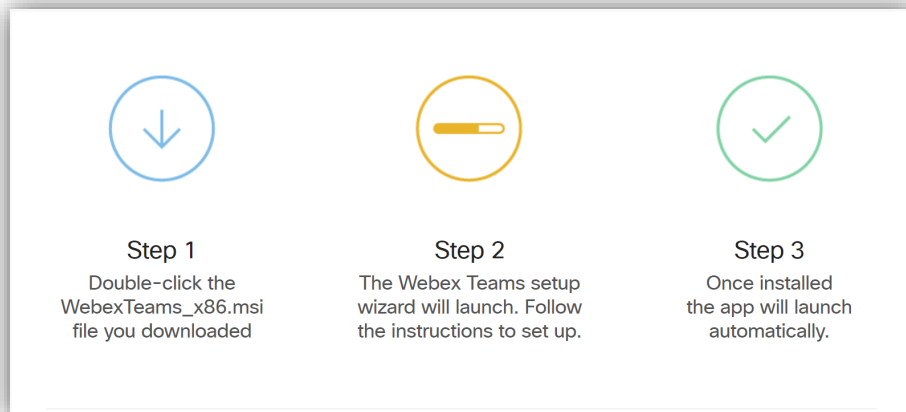 Step 1
Double-click the
WebexTeams_x86.msi
file you downloaded
Step 2
The Webex Teams setup
wizard will launch. Follow
the instructions to set up.
Step 3
Once installed
the app will launch
automatically.